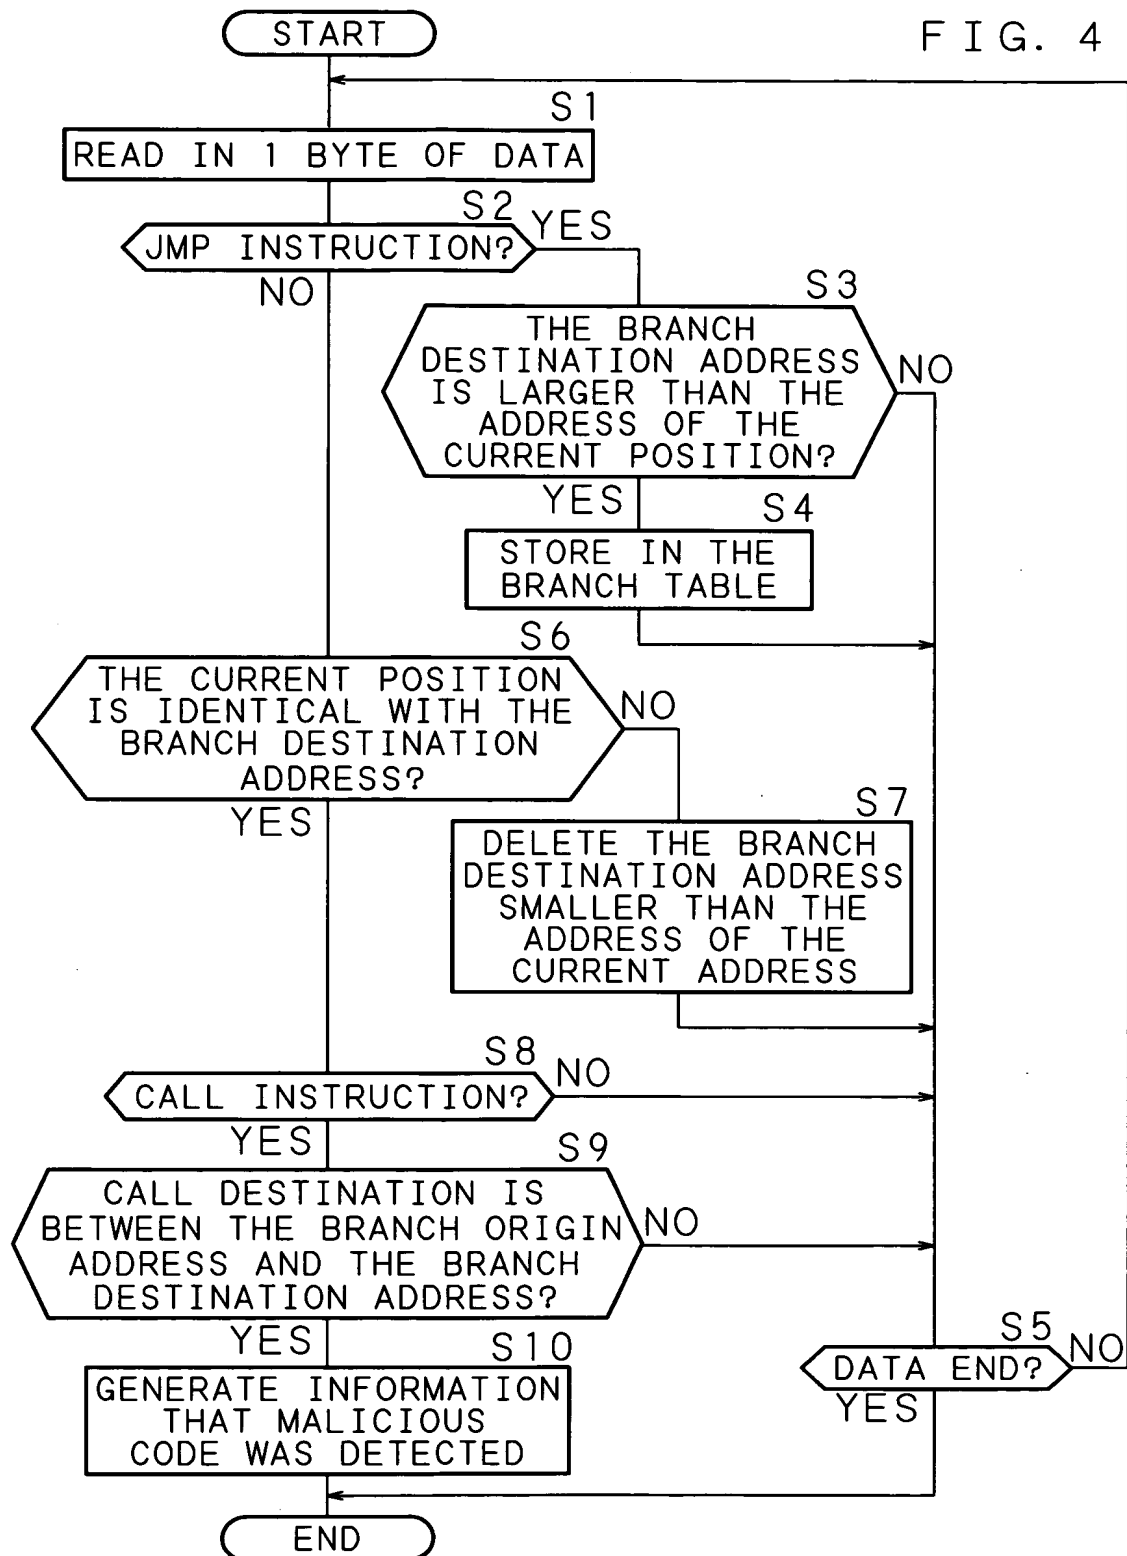 START
FIG. 4
S1
READ IN 1 BYTE OF DATA
S2
JMP INSTRUCTION?
YES
NO
S3
THE BRANCH
DESTINATION ADDRESS
IS LARGER THAN THE
ADDRESS OF THE
CURRENT POSITION?
NO
YES
S4
STORE IN THE
BRANCH TABLE
S6
THE CURRENT POSITION
IS IDENTICAL WITH THE
BRANCH DESTINATION
ADDRESS?
NO
YES
S7
DELETE THE BRANCH
DESTINATION ADDRESS
SMALLER THAN THE
ADDRESS OF THE
CURRENT ADDRESS
S8
CALL INSTRUCTION?
NO
YES
S9
CALL DESTINATION IS
BETWEEN THE BRANCH ORIGIN
ADDRESS AND THE BRANCH
DESTINATION ADDRESS?
NO
YES
S10
GENERATE INFORMATION
THAT MALICIOUS
CODE WAS DETECTED
S5
DATA END?
NO
YES
END